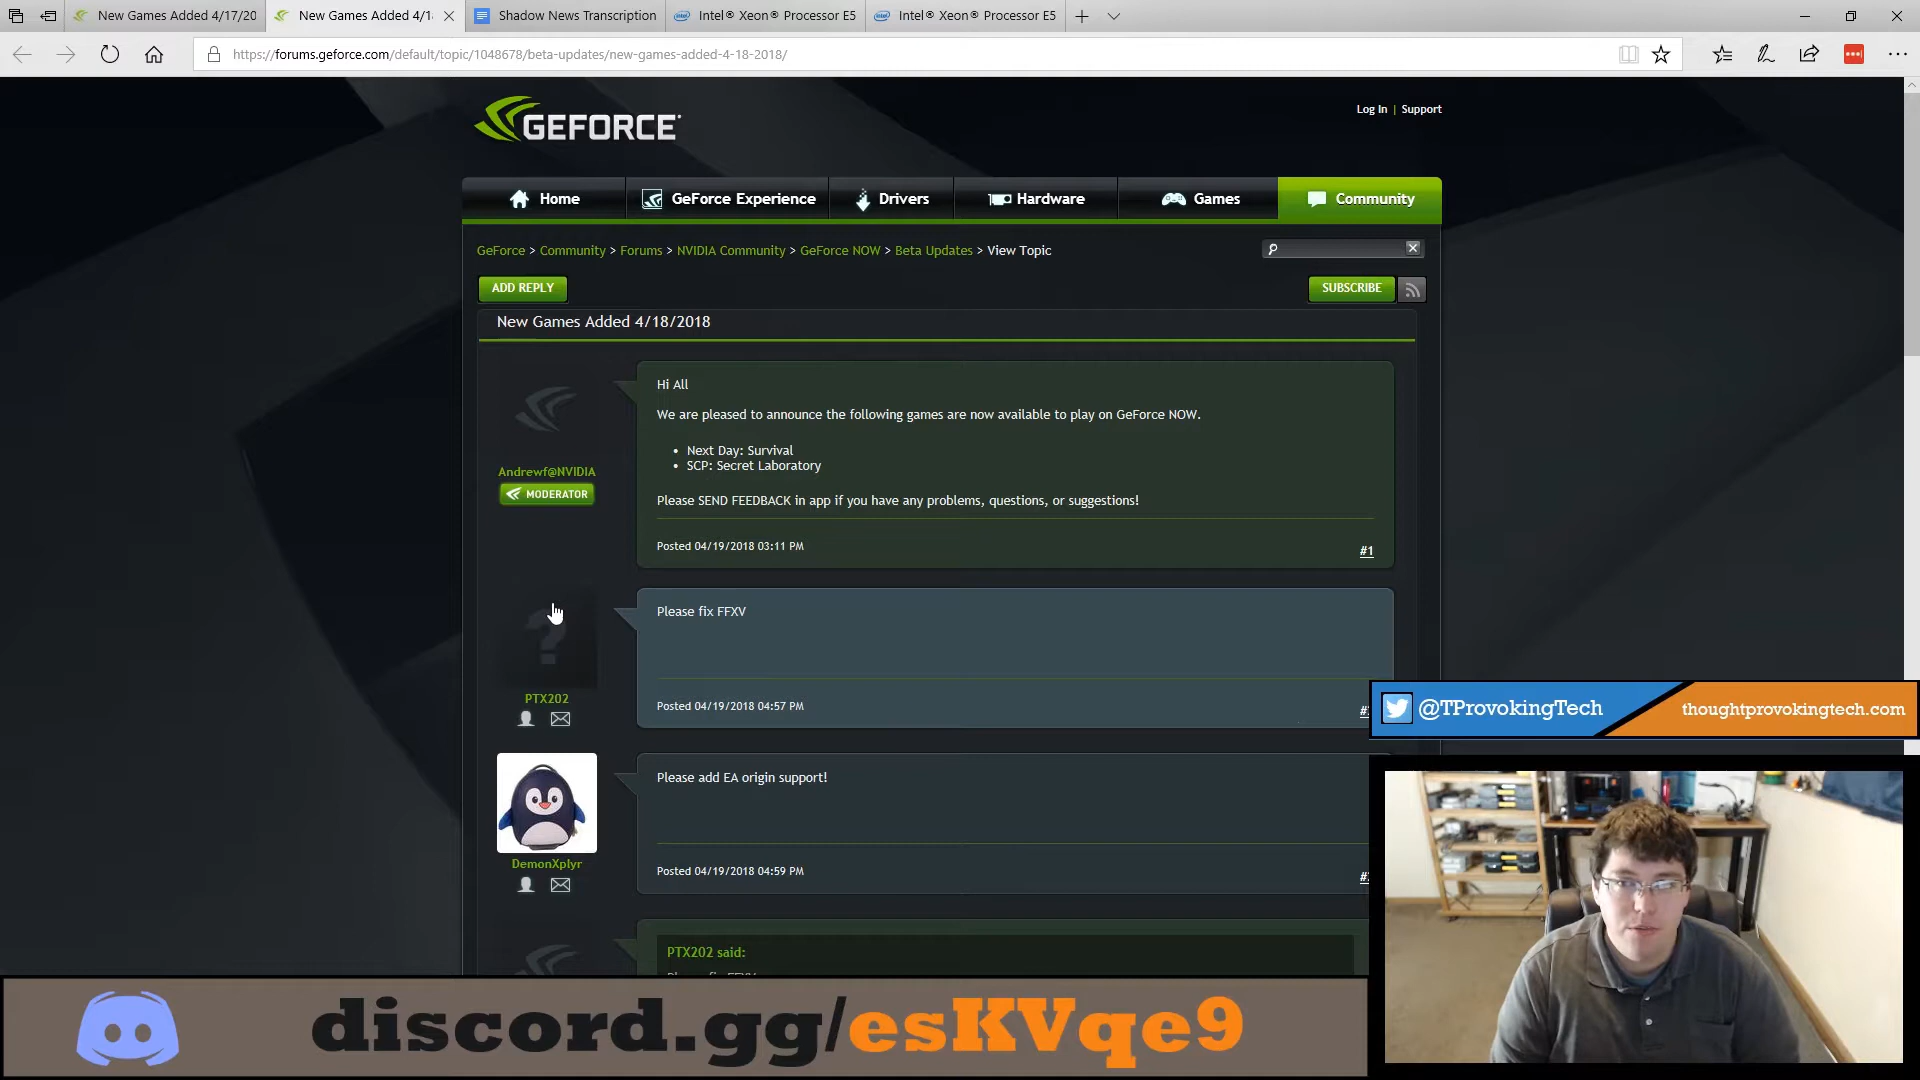 New Games Added 4/17/20
New Games Added 4/1
Shadow News Transcription
Intel® Xeon® Processor E5
Intel® Xeon® Processor E5
https://forums.geforce.com/default/topic/1048678/beta-updates/new-games-added-4-18-2018/
GEFORCE
Log In | Support
Home
GeForce Experience
Drivers
Hardware
Games
Community
GeForce > Community > Forums > NVIDIA Community > GeForce NOW > Beta Updates > View Topic
ADD REPLY
SUBSCRIBE
New Games Added 4/18/2018
Hi All
We are pleased to announce the following games are now available to play on GeForce NOW.
• Next Day: Survival
• SCP: Secret Laboratory
Andrewf@NVIDIA
MODERATOR
Please SEND FEEDBACK in app if you have any problems, questions, or suggestions!
Posted 04/19/2018 03:11 PM
#1
Please fix FFXV
PTX202
Posted 04/19/2018 04:57 PM
@TProvokingTech
thoughtprovokingtech.com
Please add EA origin support!
DemonXplyr
Posted 04/19/2018 04:59 PM
PTX202 said:
discord.gg/esKVqe9